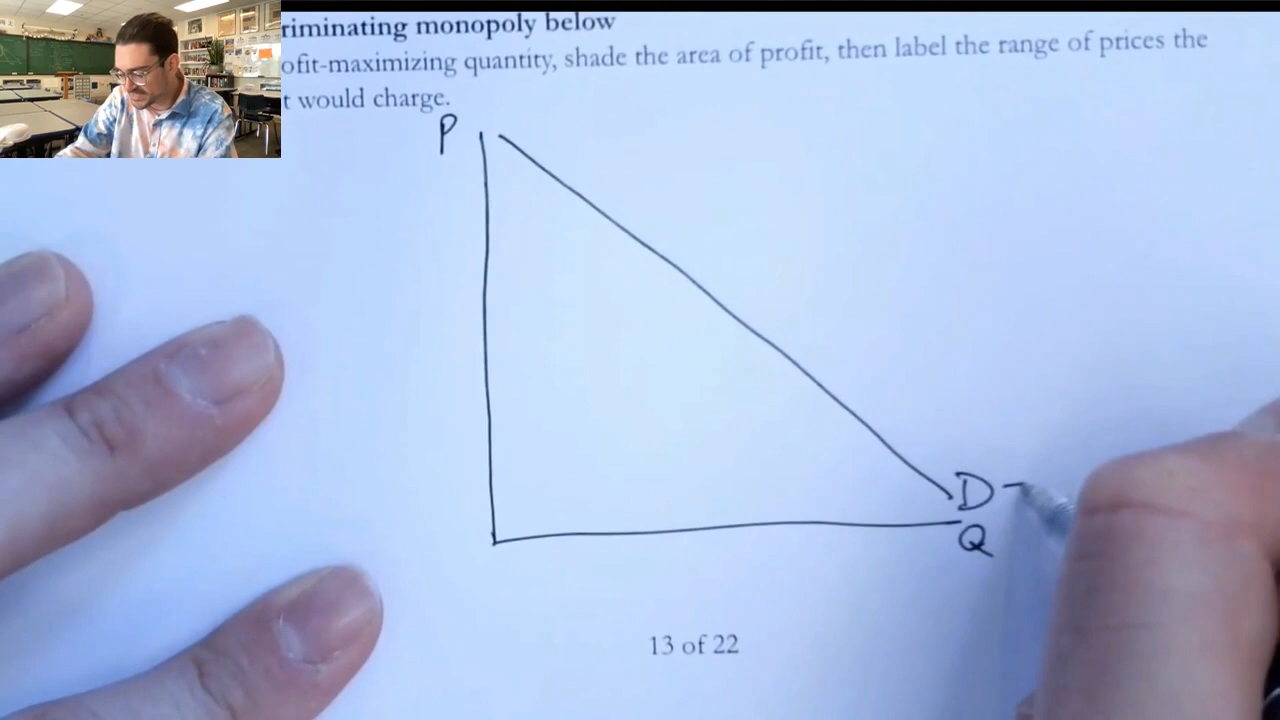 riminating monopoly below
ofit-maximizing quantity, shade the area of profit, then label the range of prices the
t would charge.
P
D
Q
13 of 22